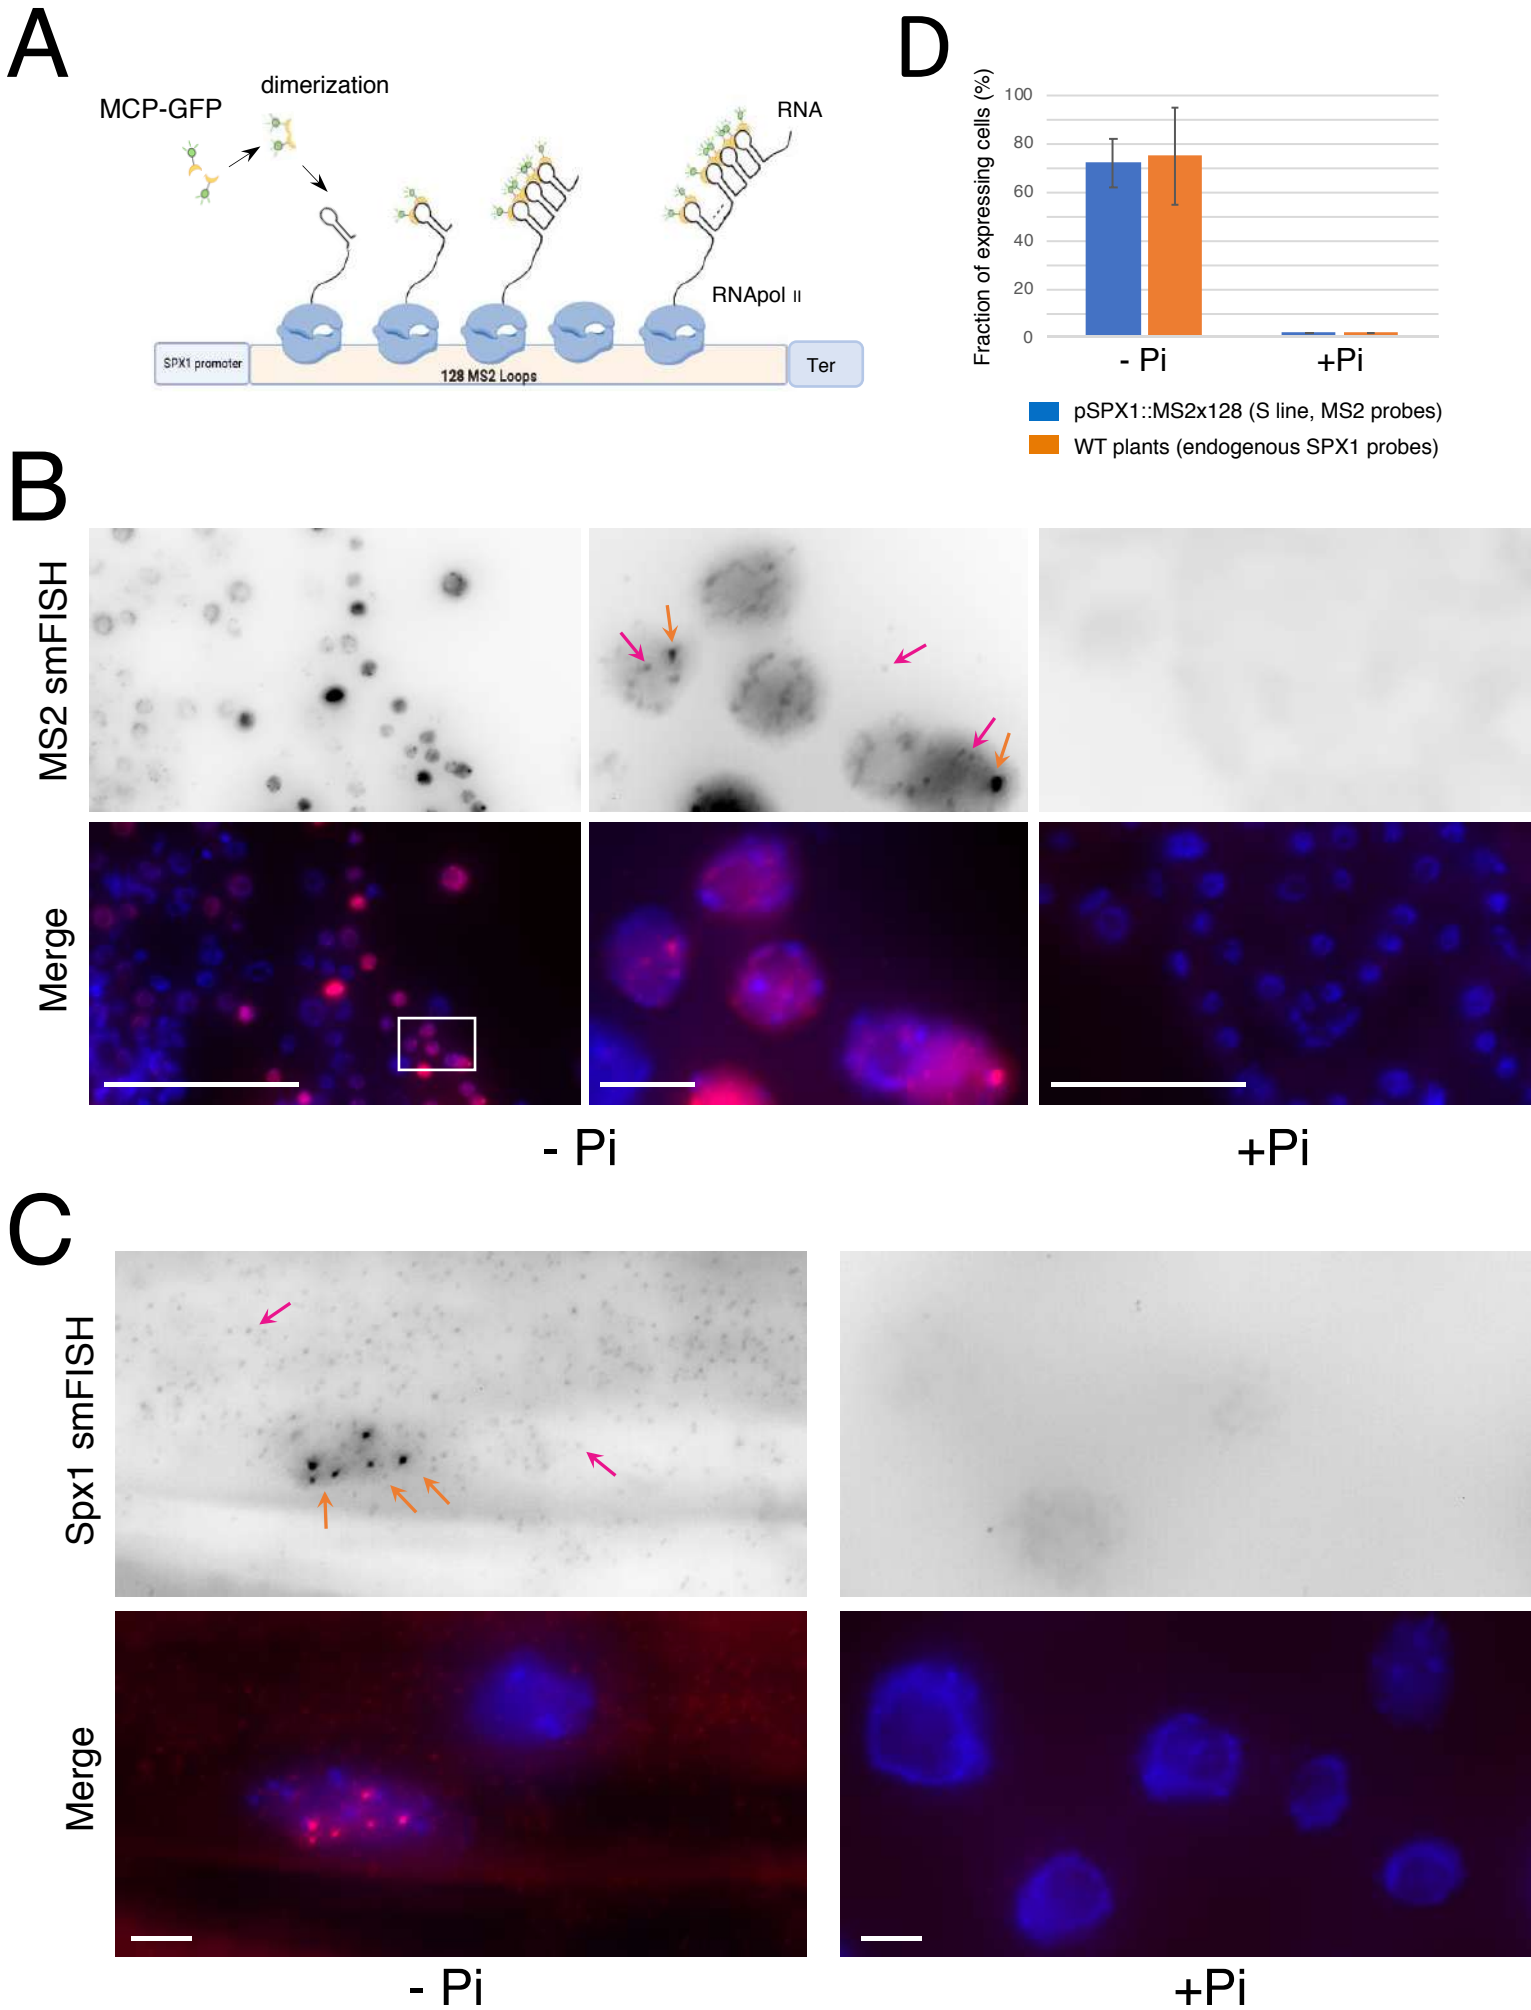 A
dimerization
MCP-GFP
RNA
RNApol II
SPX1 promoter
128 MS2 Loops
Ter
D
Fraction of expressing cells (%)
100
80
60
40
20
0
- Pi
+Pi
pSPX1::MS2x128 (S line, MS2 probes)
WT plants (endogenous SPX1 probes)
B
MS2 smFISH
Merge
- Pi
+Pi
C
Spx1 smFISH
Merge
- Pi
+Pi